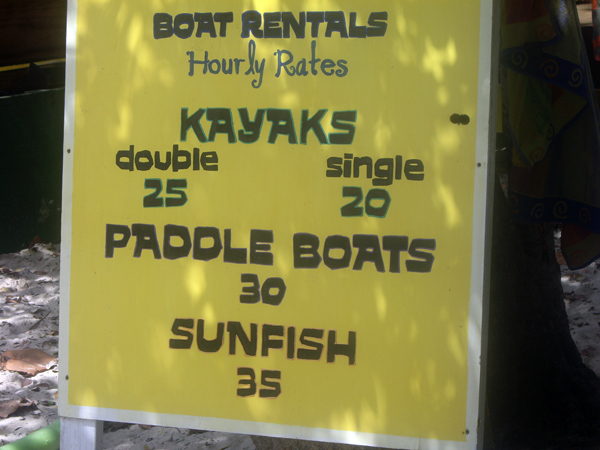 BOAT RENTALS
Hourly Rates
KAYAKS
double single
25 20
PADDLE BOATS
30
SUNFISH
35